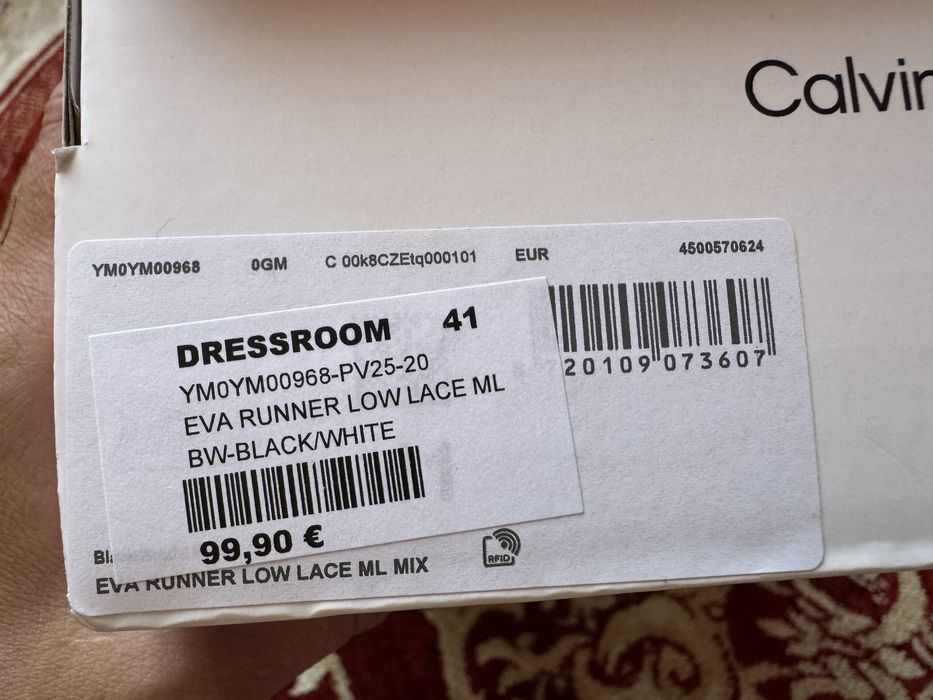 Calvin
YM0YM00968 0GM C 00k8CZEtq000101 EUR 4500570624
DRESSROOM 41
YM0YM00968-PV25-20
EVA RUNNER LOW LACE ML
BW-BLACK/WHITE
99,90 €
20109 073607
RFID
EVA RUNNER LOW LACE ML MIX